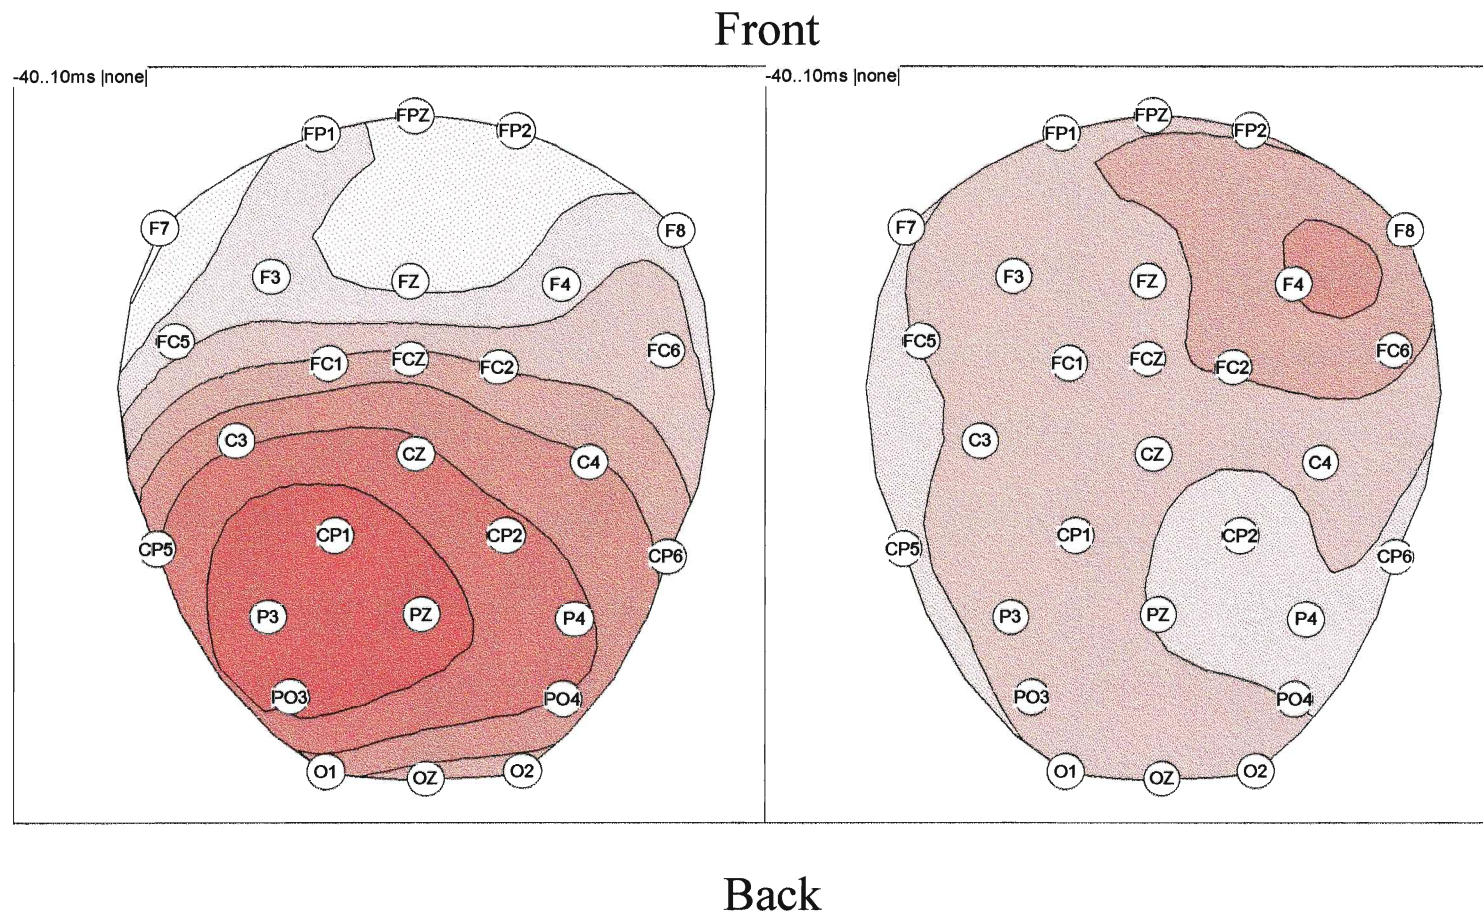 Front
-40..10ms |none| -40..10ms |none|
FPZ FPZ
FP1 FP2 FP1 FP2
F7 F8 F7 F8
F3 FZ F4 F3 FZ F4
FC5 FC6 FC5 FC6
FC1 FCZ FC2 FC1 FCZ FC2
C3 CZ C4 C3 CZ C4
CP1 CP2 CP1 CP2
CP5 CP6 CP5 CP6
P3 PZ P4 P3 PZ P4
PO3 PO4 PO3 PO4
O1 OZ O2 O1 OZ O2
Back